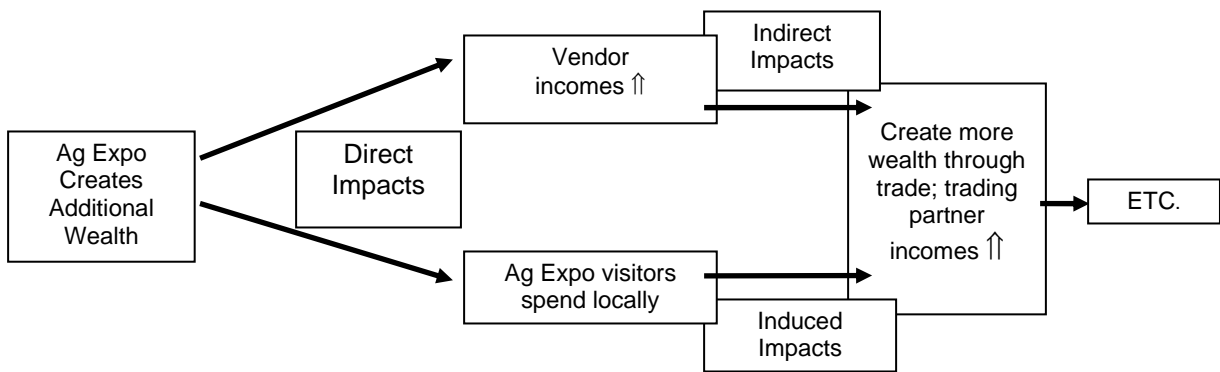 Ag Expo
Creates
Additional
Wealth
Direct
Impacts
Vendor
incomes ⇑
Indirect
Impacts
Ag Expo visitors
spend locally
Induced
Impacts
Create more
wealth through
trade; trading
partner
incomes ⇑
ETC.